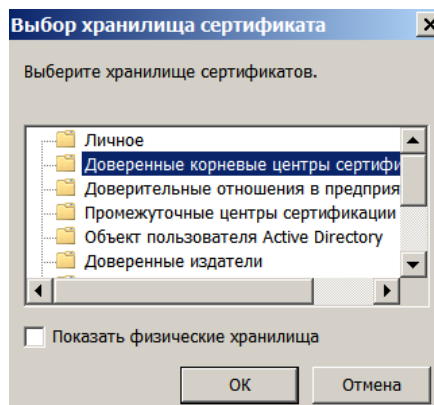 Выбор хранилища сертификата
Выберите хранилище сертификатов.
Личное
Доверенные корневые центры сертифи
Доверительные отношения в предприя
Промежуточные центры сертификации
Объект пользователя Active Directory
Доверенные издатели
Показать физические хранилища
ОК
Отмена